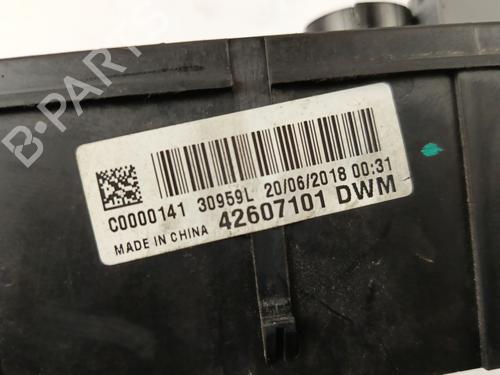 B-PARTS
C0000141 30959L 20/06/2018 00:31
MADE IN CHINA 42607101 DWM